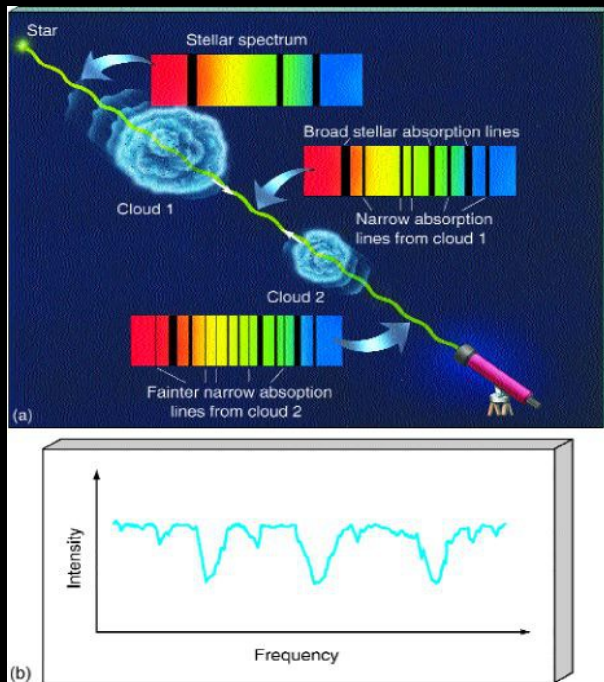 Star
Stellar spectrum
Broad stellar absorption lines
Cloud 1
Narrow absorption
lines from cloud 1
Cloud 2
Fainter narrow absoption
lines from cloud 2
(a)
Intensity
Frequency
(b)